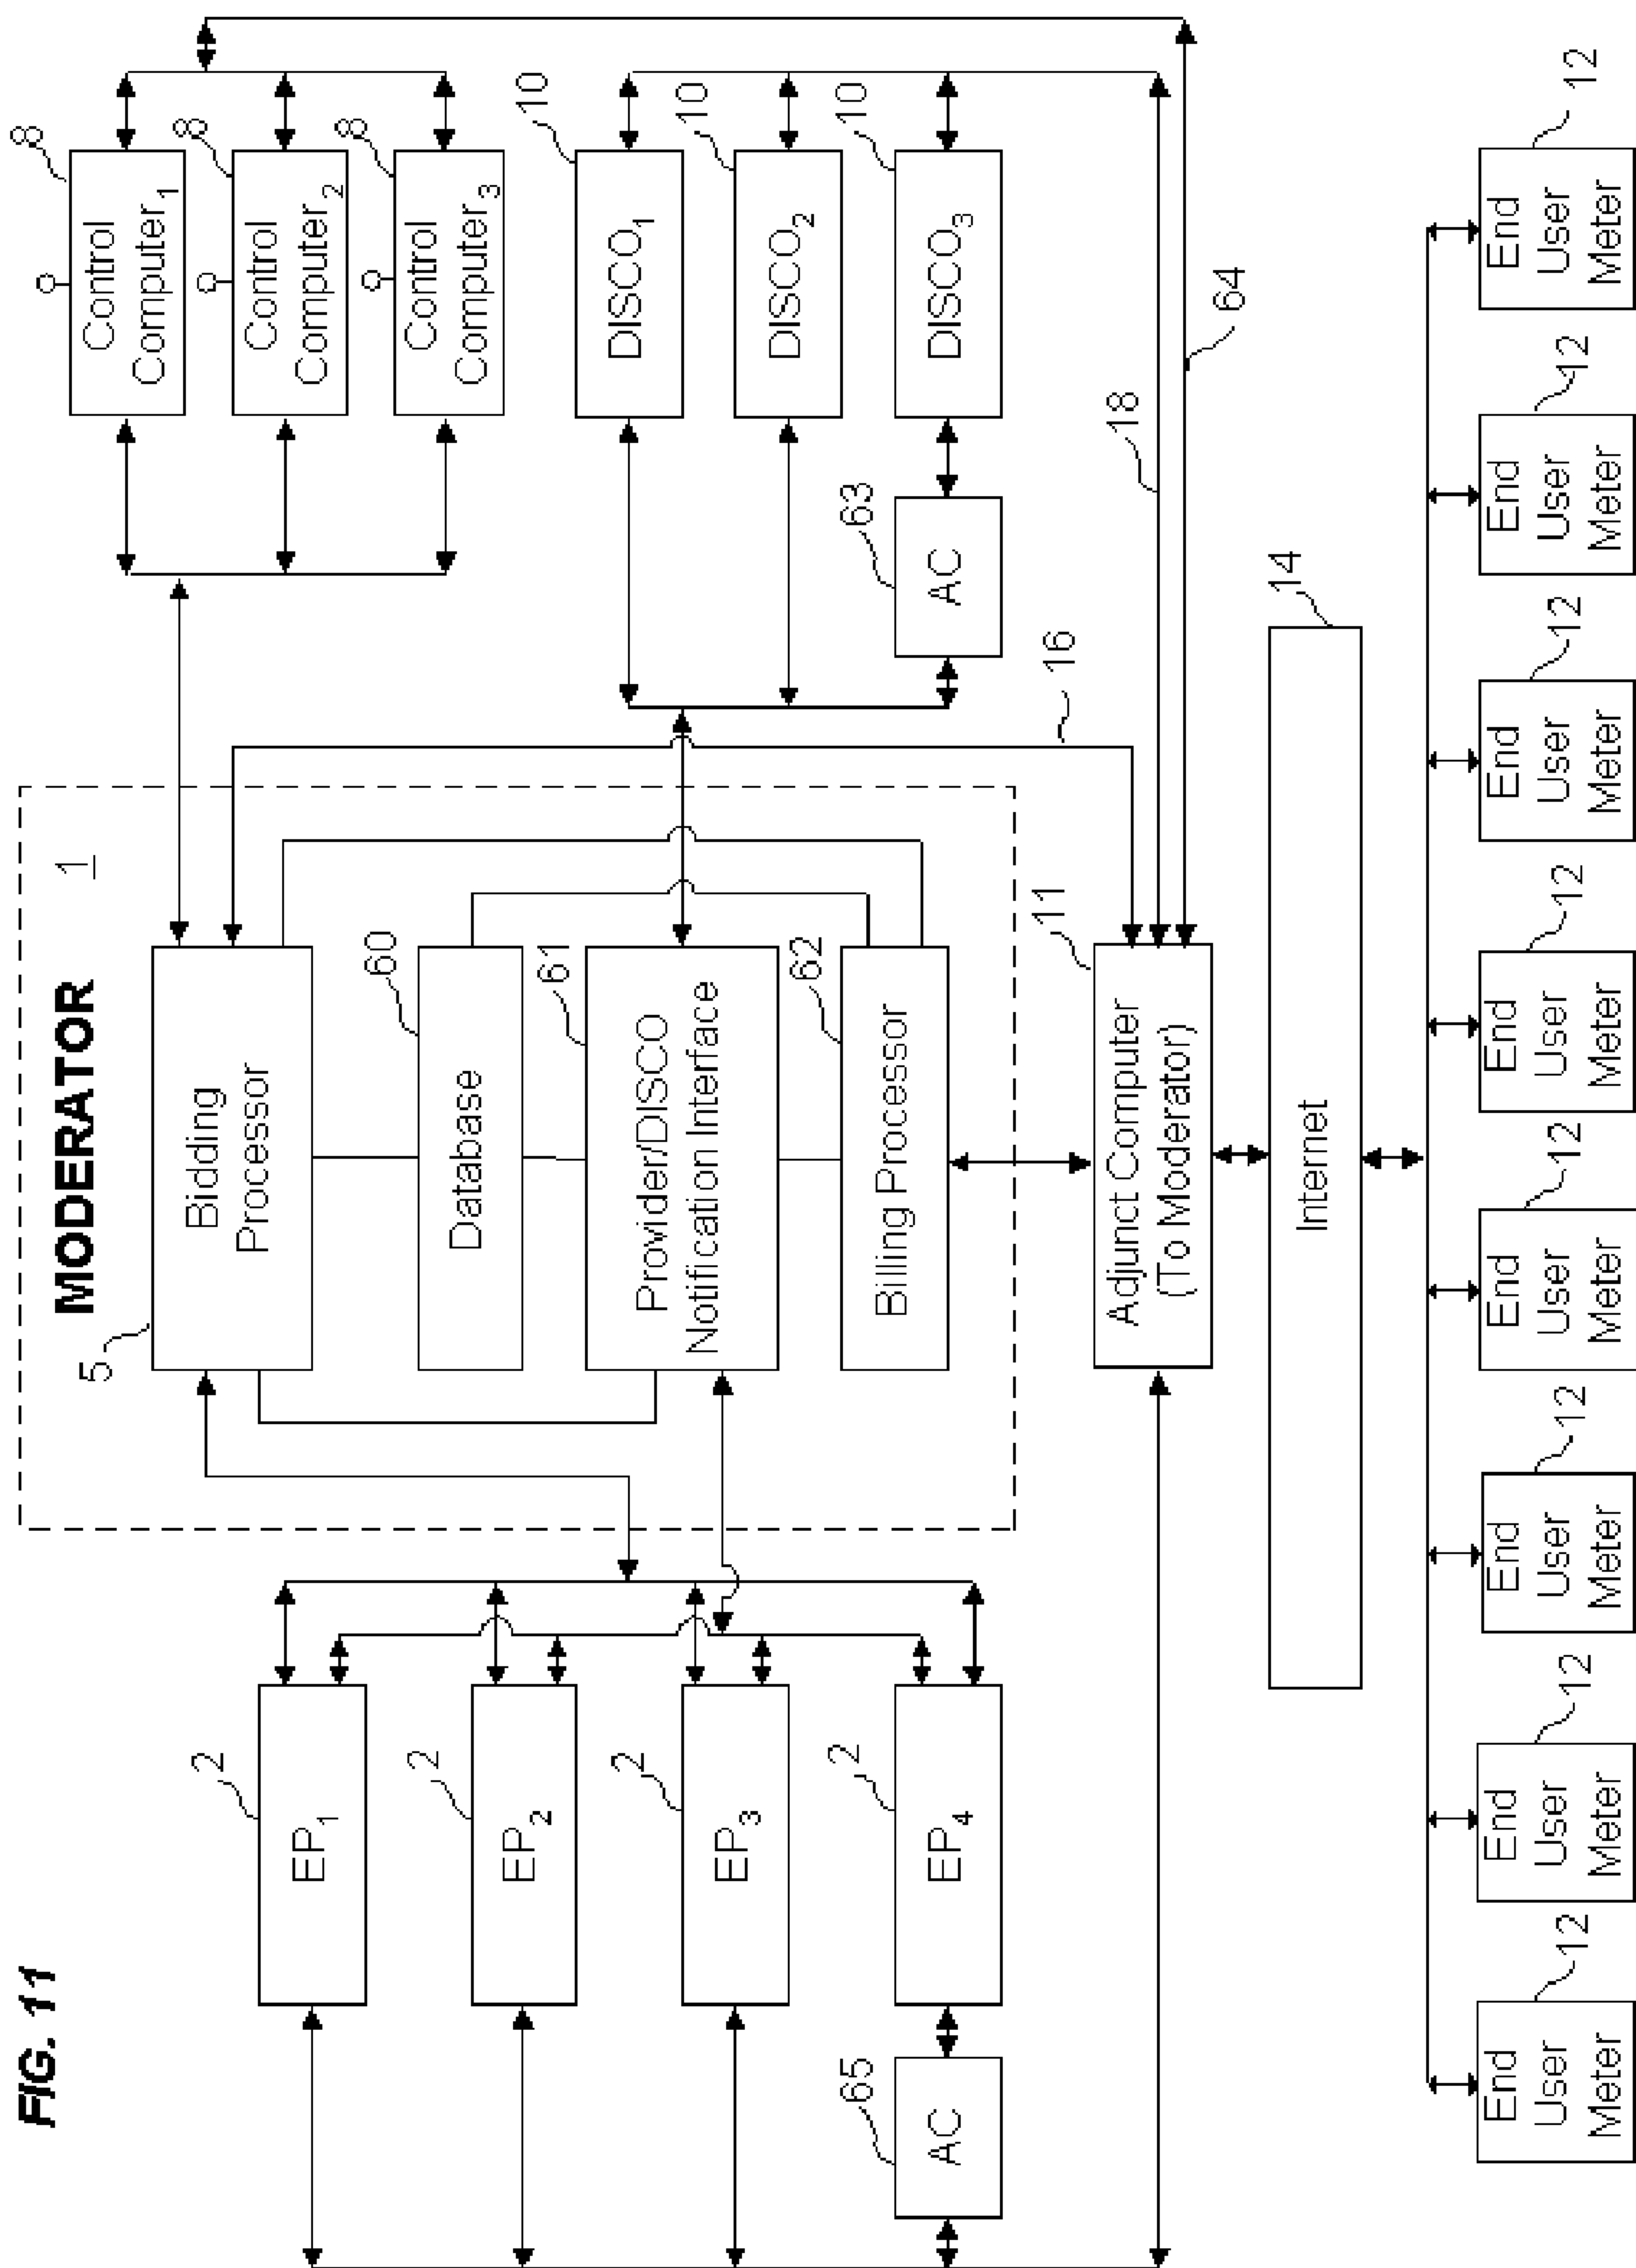 FIG. 11
MODERATOR
1
5
Bidding
Processor
60
Database
61
Provider/DISCO
Notification Interface
62
Billing Processor
2
EP1
2
EP2
2
EP3
2
EP4
65
AC
8
Control
Computer1
8
Control
Computer2
8
Control
Computer3
10
DISCO1
10
DISCO2
10
DISCO3
63
AC
16
18
64
11
Adjunct Computer
(To Moderator)
14
Internet
12
End
User
Meter
12
End
User
Meter
12
End
User
Meter
12
End
User
Meter
12
End
User
Meter
12
End
User
Meter
12
End
User
Meter
12
End
User
Meter